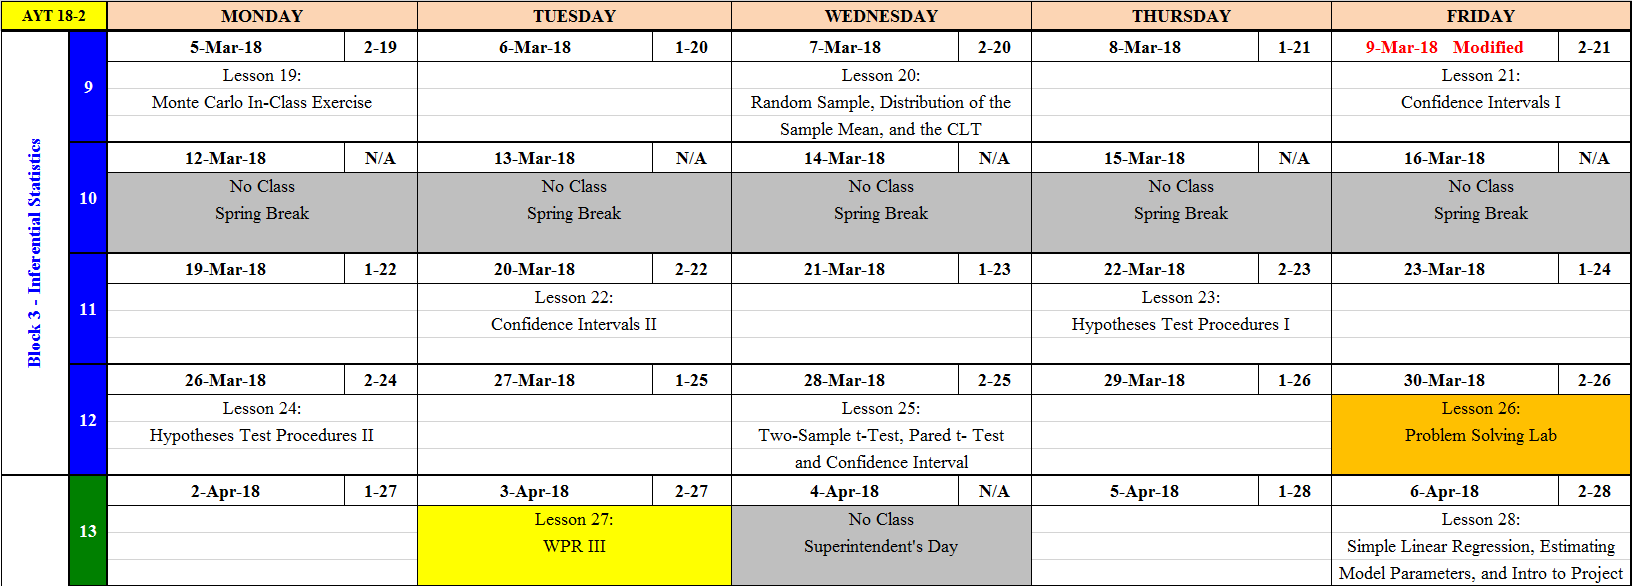 AYT 18-2 MONDAY TUESDAY WEDNESDAY THURSDAY FRIDAY
Block 3 - Inferential Statistics
9
5-Mar-18 2-19 6-Mar-18 1-20 7-Mar-18 2-20 8-Mar-18 1-21 9-Mar-18 Modified 2-21
Lesson 19: Lesson 20: Lesson 21:
Monte Carlo In-Class Exercise Random Sample, Distribution of the Confidence Intervals I
Sample Mean, and the CLT
10
12-Mar-18 N/A 13-Mar-18 N/A 14-Mar-18 N/A 15-Mar-18 N/A 16-Mar-18 N/A
No Class No Class No Class No Class No Class
Spring Break Spring Break Spring Break Spring Break Spring Break
11
19-Mar-18 1-22 20-Mar-18 2-22 21-Mar-18 1-23 22-Mar-18 2-23 23-Mar-18 1-24
Lesson 22: Lesson 23:
Confidence Intervals II Hypotheses Test Procedures I
12
26-Mar-18 2-24 27-Mar-18 1-25 28-Mar-18 2-25 29-Mar-18 1-26 30-Mar-18 2-26
Lesson 24: Lesson 25: Lesson 26:
Hypotheses Test Procedures II Two-Sample t-Test, Pared t- Test Problem Solving Lab
and Confidence Interval
13
2-Apr-18 1-27 3-Apr-18 2-27 4-Apr-18 N/A 5-Apr-18 1-28 6-Apr-18 2-28
Lesson 27: No Class Lesson 28:
WPR III Superintendent's Day Simple Linear Regression, Estimating
Model Parameters, and Intro to Project